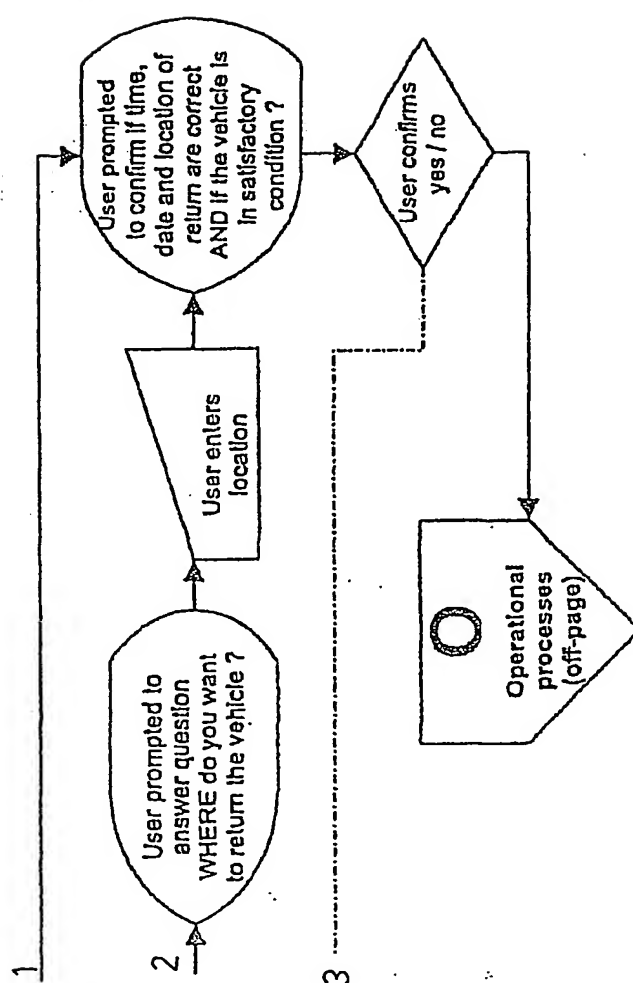 1
User prompted
to confirm if time,
date and location of
return are correct
AND if the vehicle is
in satisfactory
condition ?
2
User prompted to
answer question
WHERE do you want
to return the vehicle ?
User enters
location
3
User confirms
yes / no
O
Operational
processes
(off-page)